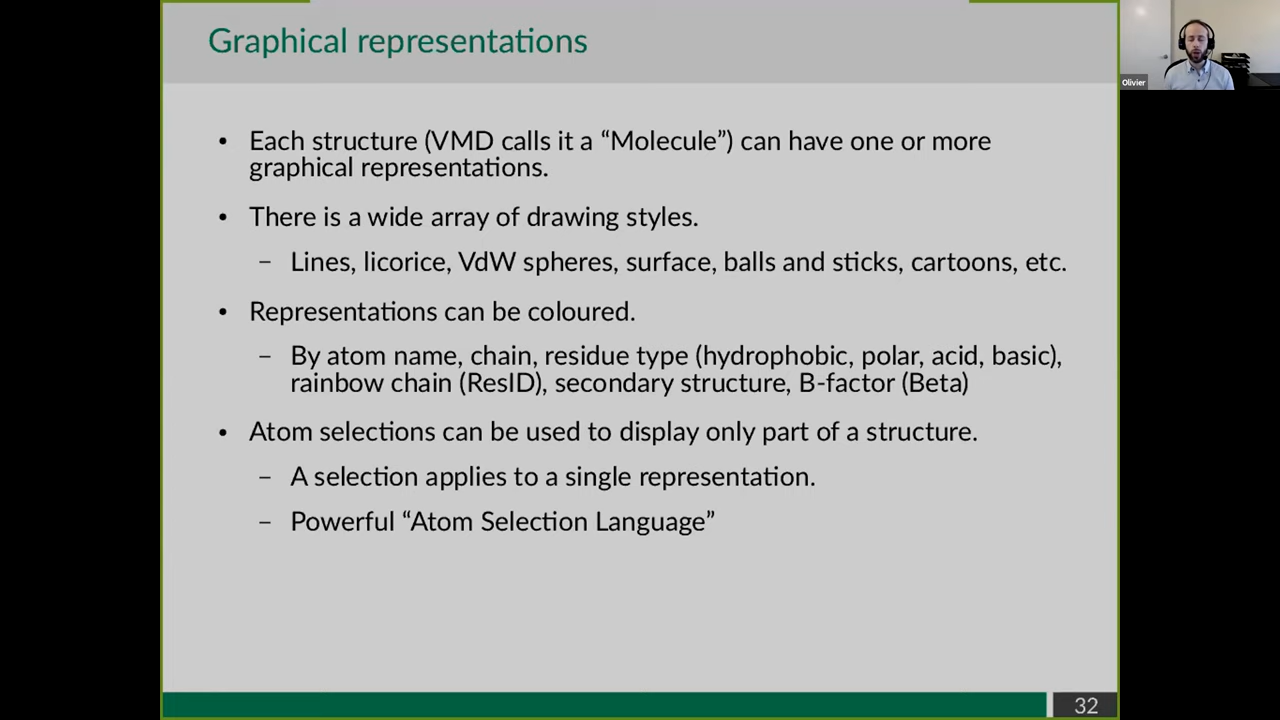 Graphical representations
Olivier
• Each structure (VMD calls it a “Molecule”) can have one or more
graphical representations.
• There is a wide array of drawing styles.
– Lines, licorice, VdW spheres, surface, balls and sticks, cartoons, etc.
• Representations can be coloured.
– By atom name, chain, residue type (hydrophobic, polar, acid, basic),
rainbow chain (ResID), secondary structure, B-factor (Beta)
• Atom selections can be used to display only part of a structure.
– A selection applies to a single representation.
– Powerful “Atom Selection Language”
32